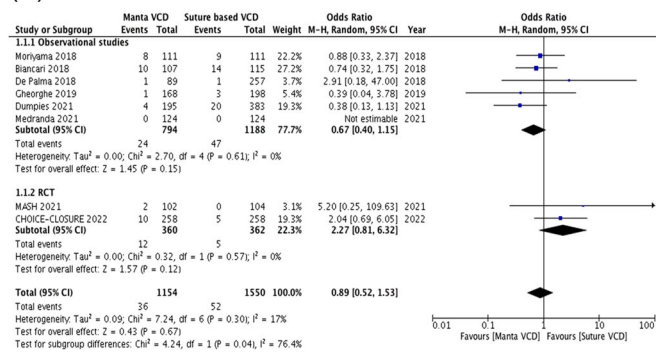 Manta VCD Suture based VCD Odds Ratio Odds Ratio
Study or Subgroup Events Total Events Total Weight M-H, Random, 95% CI Year M-H, Random, 95% CI
1.1.1 Observational studies
Moriyama 2018 8 111 9 111 22.2% 0.88 [0.33, 2.37] 2018
Biancari 2018 10 107 14 115 22.7% 0.74 [0.32, 1.75] 2018
De Palma 2018 1 89 1 257 3.7% 2.91 [0.18, 47.00] 2018
Gheorghe 2019 1 168 3 198 5.4% 0.39 [0.04, 3.78] 2019
Dumpies 2021 4 195 20 383 19.3% 0.38 [0.13, 1.13] 2021
Medranda 2021 0 124 0 124 Not estimable 2021
Subtotal (95% CI) 794 1188 77.7% 0.67 [0.40, 1.15]
Total events 24 47
Heterogeneity: Tau² = 0.00; Chi² = 2.70, df = 4 (P = 0.61); I² = 0%
Test for overall effect: Z = 1.45 (P = 0.15)
1.1.2 RCT
MASH 2021 2 102 0 104 3.1% 5.20 [0.25, 109.63] 2021
CHOICE-CLOSURE 2022 10 258 5 258 19.3% 2.04 [0.69, 6.05] 2022
Subtotal (95% CI) 360 362 22.3% 2.27 [0.81, 6.32]
Total events 12 5
Heterogeneity: Tau² = 0.00; Chi² = 0.32, df = 1 (P = 0.57); I² = 0%
Test for overall effect: Z = 1.57 (P = 0.12)
Total (95% CI) 1154 1550 100.0% 0.89 [0.52, 1.53]
Total events 36 52
Heterogeneity: Tau² = 0.09; Chi² = 7.24, df = 6 (P = 0.30); I² = 17%
Test for overall effect: Z = 0.43 (P = 0.67)
Test for subgroup differences: Chi² = 4.24, df = 1 (P = 0.04), I² = 76.4%
0.01 0.1 1 10 100
Favours [Manta VCD] Favours [Suture VCD]